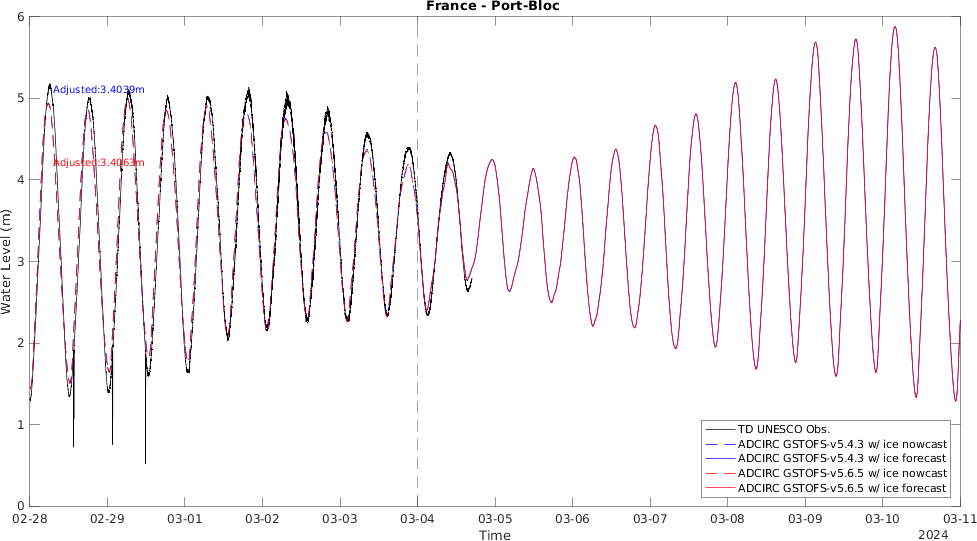 France - Port-Bloc
Water Level (m)
6
5
4
3
2
1
0
Adjusted:3.4039m
Adjusted:3.4063m
TD UNESCO Obs.
ADCIRC GSTOFS-v5.4.3 w/ ice nowcast
ADCIRC GSTOFS-v5.4.3 w/ ice forecast
ADCIRC GSTOFS-v5.6.5 w/ ice nowcast
ADCIRC GSTOFS-v5.6.5 w/ ice forecast
02-28 02-29 03-01 03-02 03-03 03-04 03-05 03-06 03-07 03-08 03-09 03-10 03-11
Time
2024